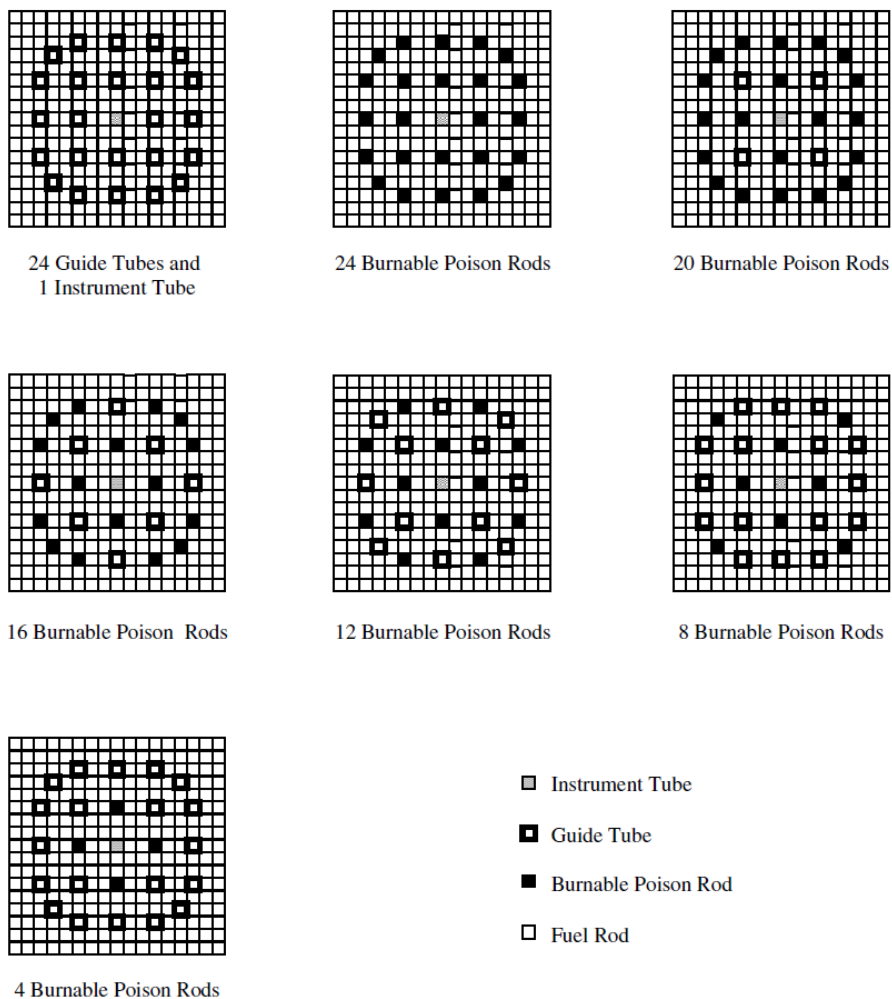 24 Guide Tubes and
1 Instrument Tube
24 Burnable Poison Rods
20 Burnable Poison Rods
16 Burnable Poison  Rods
12 Burnable Poison Rods
8 Burnable Poison Rods
Instrument Tube
Guide Tube
Burnable Poison Rod
Fuel Rod
4 Burnable Poison Rods